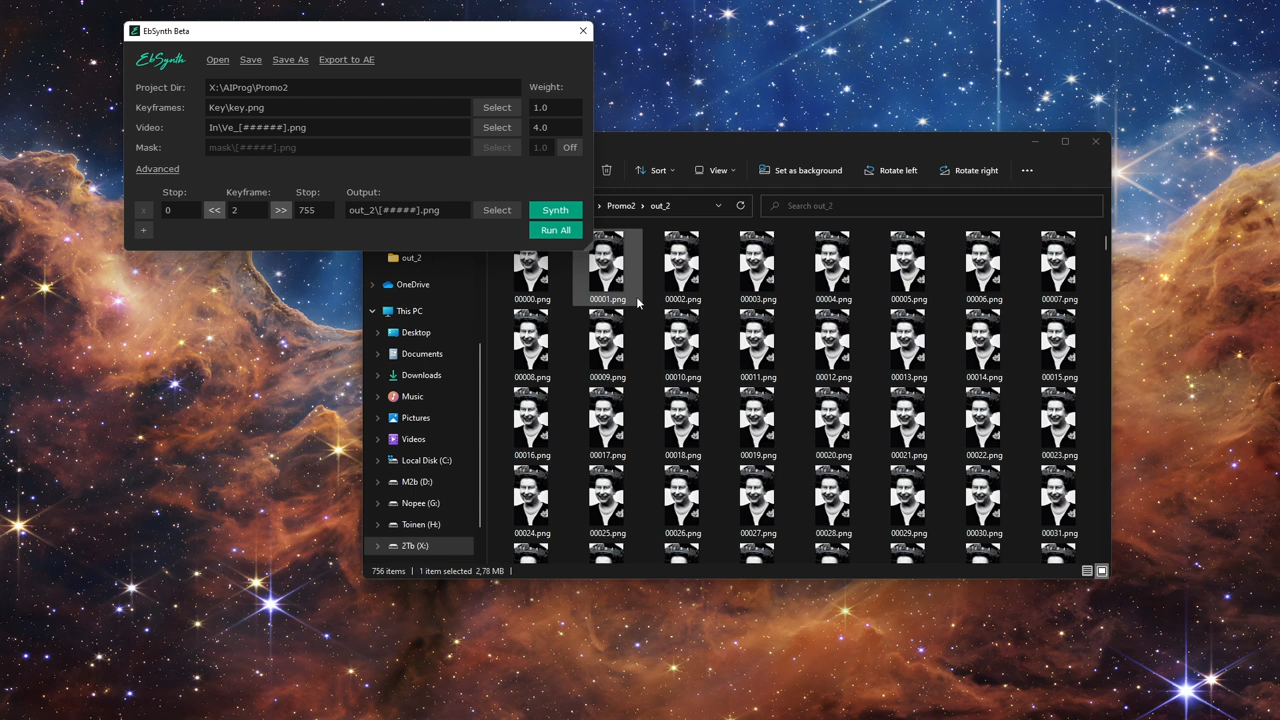 EbSynth Beta
EbSynth
Open Save Save As Export to AE
Project Dir: X:\AIProg\Promo2 Weight:
Keyframes: Key\key.png Select 1.0
Video: In\Ve_[######].png Select 4.0
Mask: mask\[#####].png Select 1.0 Off
Advanced
Stop: Keyframe: Stop: Output:
x 0 << 2 >> 755 out_2\[#####].png Select Synth
+ Run All
Sort View Set as background Rotate left Rotate right
Promo2 out_2 Search out_2
out_2
OneDrive
This PC
Desktop
Documents
Downloads
Music
Pictures
Videos
Local Disk (C:)
M2b (D:)
Nopee (G:)
Toinen (H:)
2Tb (X:)
00000.png 00001.png 00002.png 00003.png 00004.png 00005.png 00006.png 00007.png
00008.png 00009.png 00010.png 00011.png 00012.png 00013.png 00014.png 00015.png
00016.png 00017.png 00018.png 00019.png 00020.png 00021.png 00022.png 00023.png
00024.png 00025.png 00026.png 00027.png 00028.png 00029.png 00030.png 00031.png
756 items 1 item selected 2,78 MB